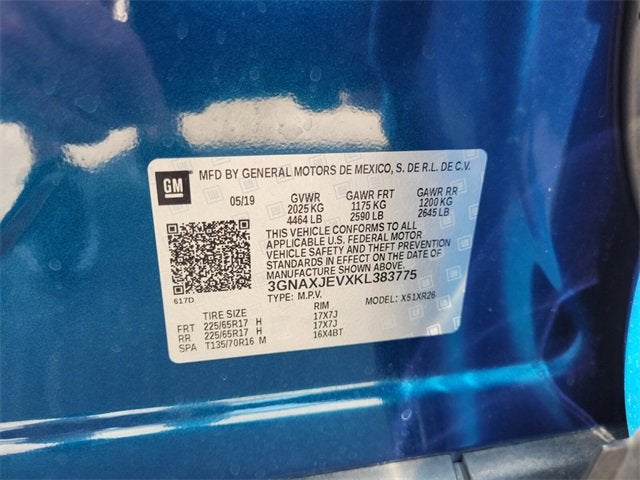 GM
MFD BY GENERAL MOTORS DE MEXICO, S. DE R.L. DE C.V.
05/19 GVWR GAWR FRT GAWR RR
2025 KG 1175 KG 1200 KG
4464 LB 2590 LB 2645 LB
THIS VEHICLE CONFORMS TO ALL
APPLICABLE U.S. FEDERAL MOTOR
VEHICLE SAFETY AND THEFT PREVENTION
STANDARDS IN EFFECT ON THE DATE OF
MANUFACTURE SHOWN ABOVE.
3GNAXJEVXKL383775
617D
TYPE: M.P.V. MODEL: X51XR26
TIRE SIZE RIM
FRT 225/65R17 H 17X7J
RR 225/65R17 H 17X7J
SPA T135/70R16 M 16X4BT